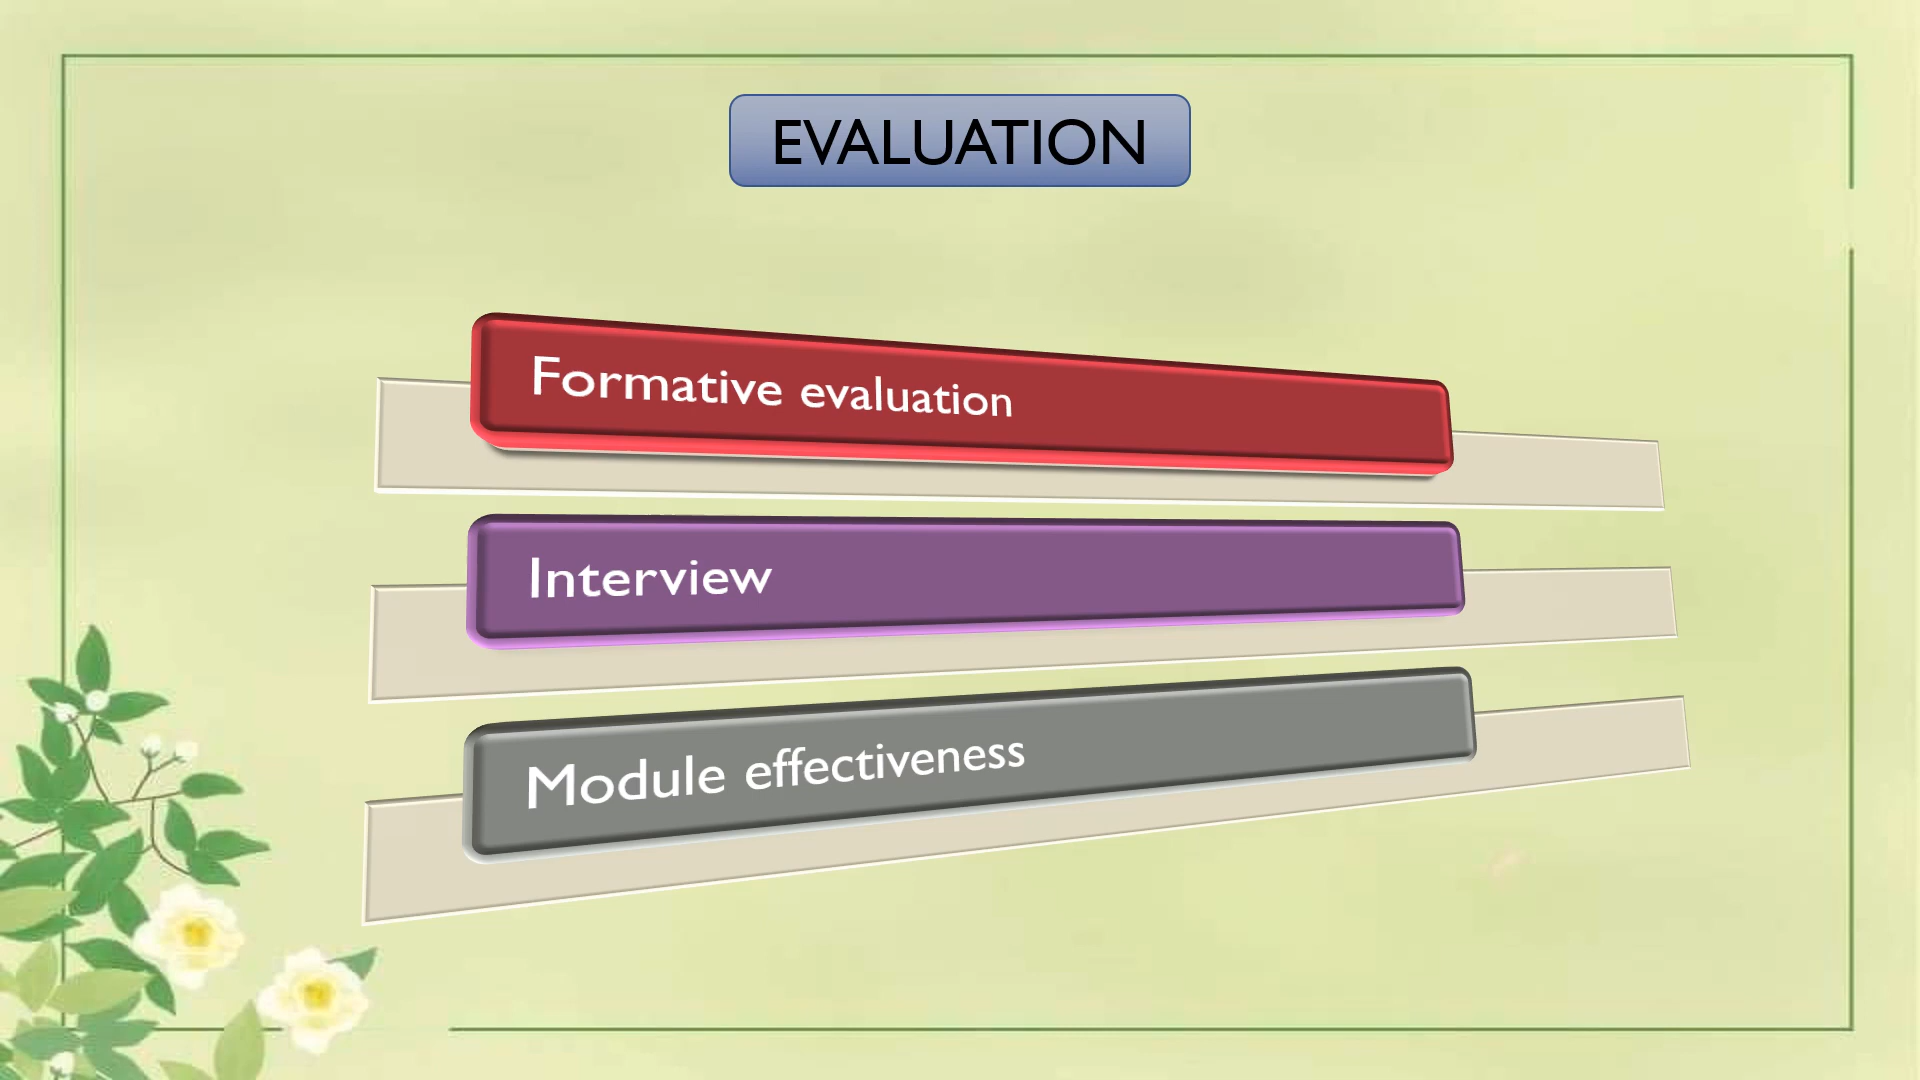 EVALUATION
Formative evaluation
Interview
Module effectiveness